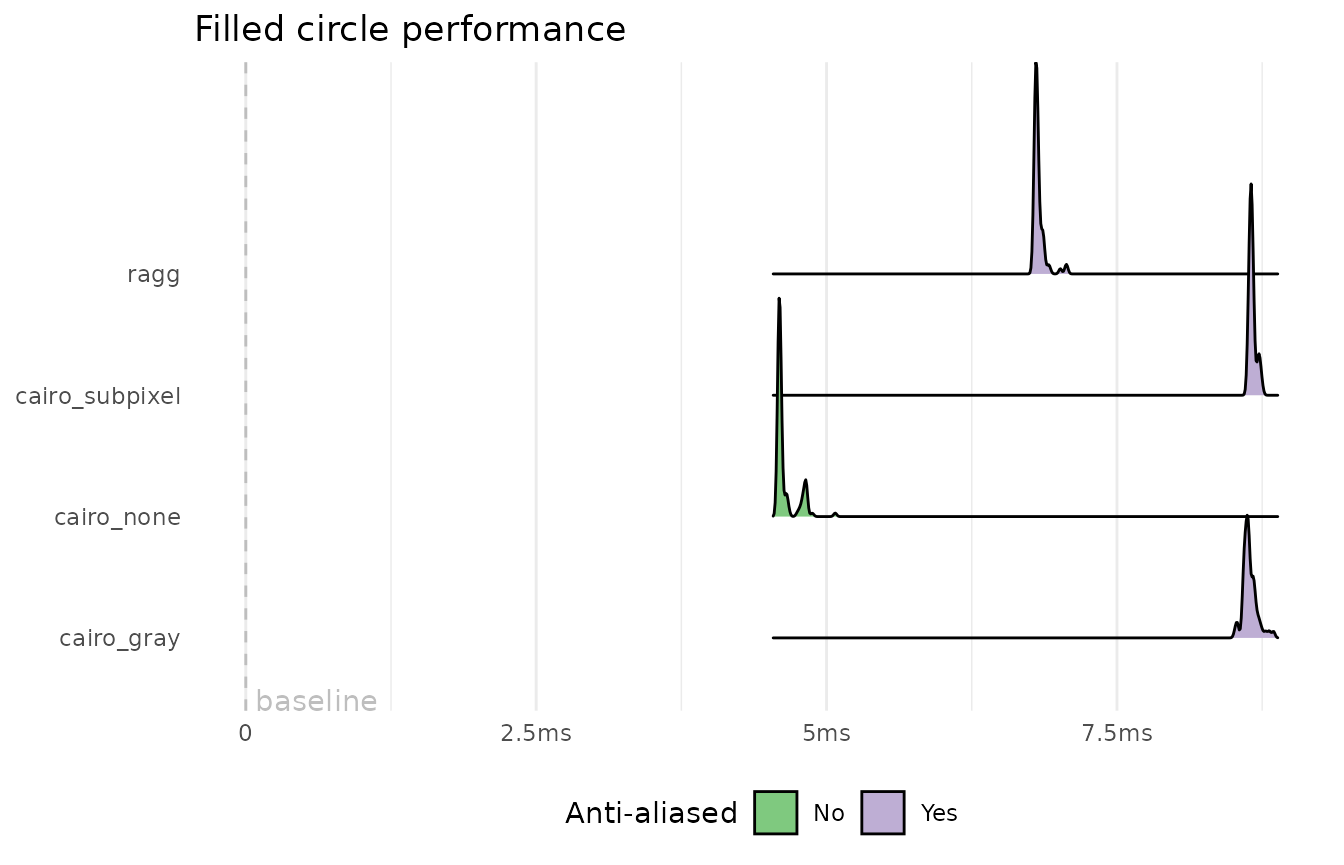 Filled circle performance
ragg
cairo_subpixel
cairo_none
cairo_gray
baseline
0 2.5ms 5ms 7.5ms
Anti-aliased No Yes